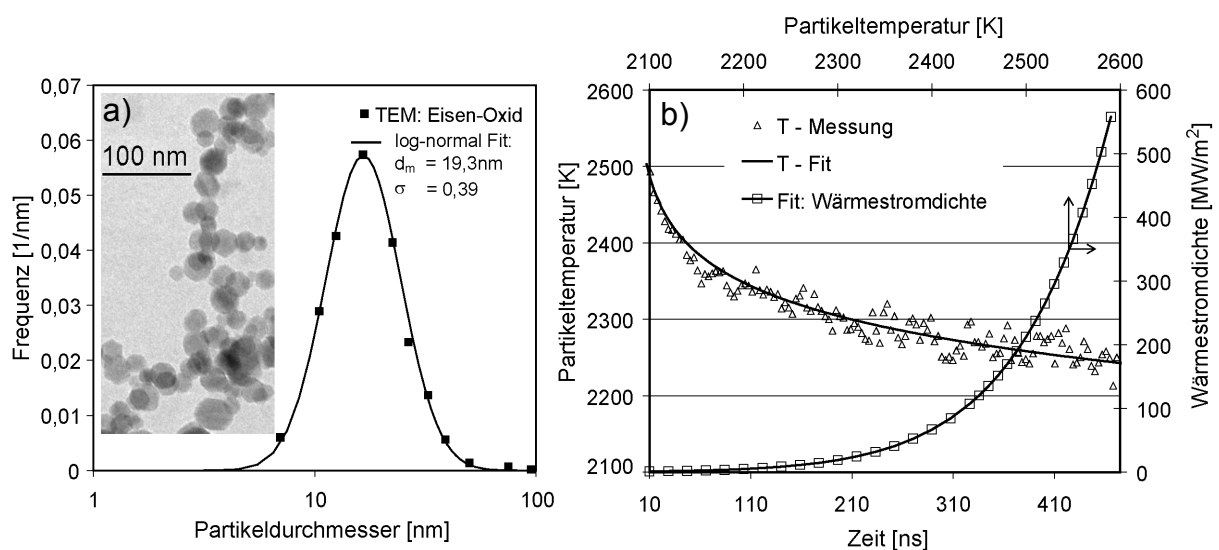 a)
100 nm
TEM: Eisen-Oxid
log-normal Fit:
dm = 19,3nm
σ = 0,39
0,07
0,06
0,05
0,04
0,03
0,02
0,01
0
Frequenz [1/nm]
1 10 100
Partikeldurchmesser [nm]
Partikeltemperatur [K]
2100 2200 2300 2400 2500 2600
b)
T - Messung
T - Fit
Fit: Wärmestromdichte
2600
2500
2400
2300
2200
2100
Partikeltemperatur [K]
600
500
400
300
200
100
0
Wärmestromdichte [MW/m²]
10 110 210 310 410
Zeit [ns]